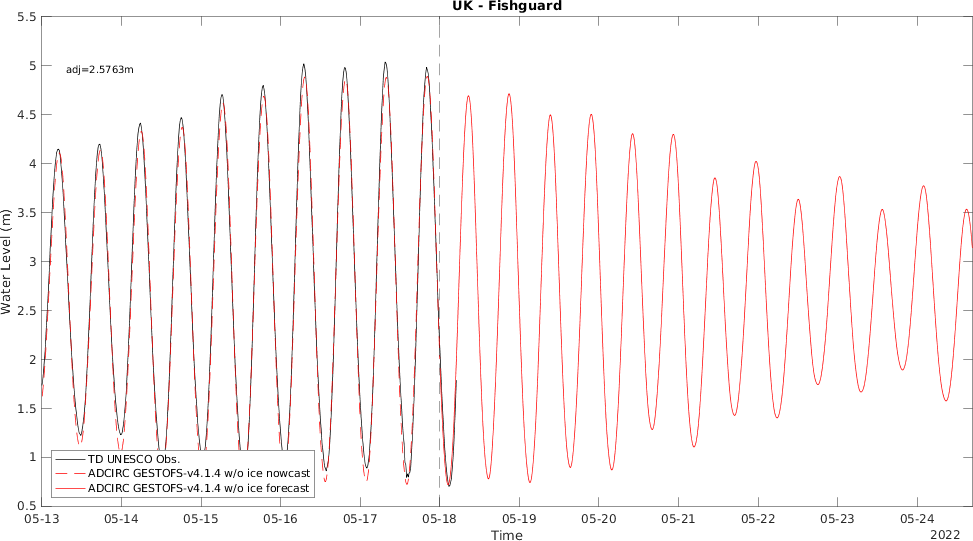 UK - Fishguard
adj=2.5763m
5.5
5
4.5
4
3.5
3
2.5
2
1.5
1
0.5
Water Level (m)
TD UNESCO Obs.
ADCIRC GESTOFS-v4.1.4 w/o ice nowcast
ADCIRC GESTOFS-v4.1.4 w/o ice forecast
05-13 05-14 05-15 05-16 05-17 05-18 05-19 05-20 05-21 05-22 05-23 05-24
Time
2022